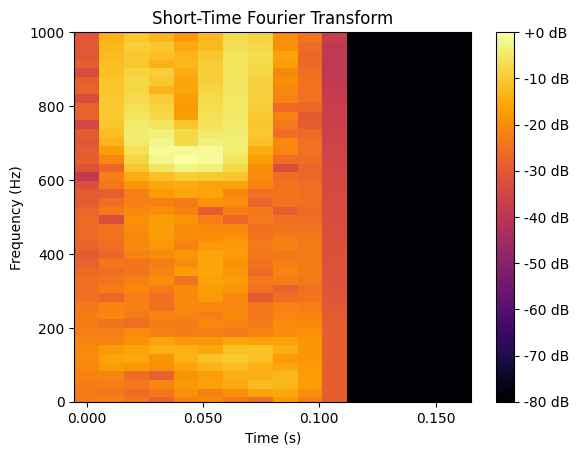 Short-Time Fourier Transform
1000
800
600
400
200
0
Frequency (Hz)
0.000
0.050
0.100
0.150
Time (s)
+0 dB
-10 dB
-20 dB
-30 dB
-40 dB
-50 dB
-60 dB
-70 dB
-80 dB